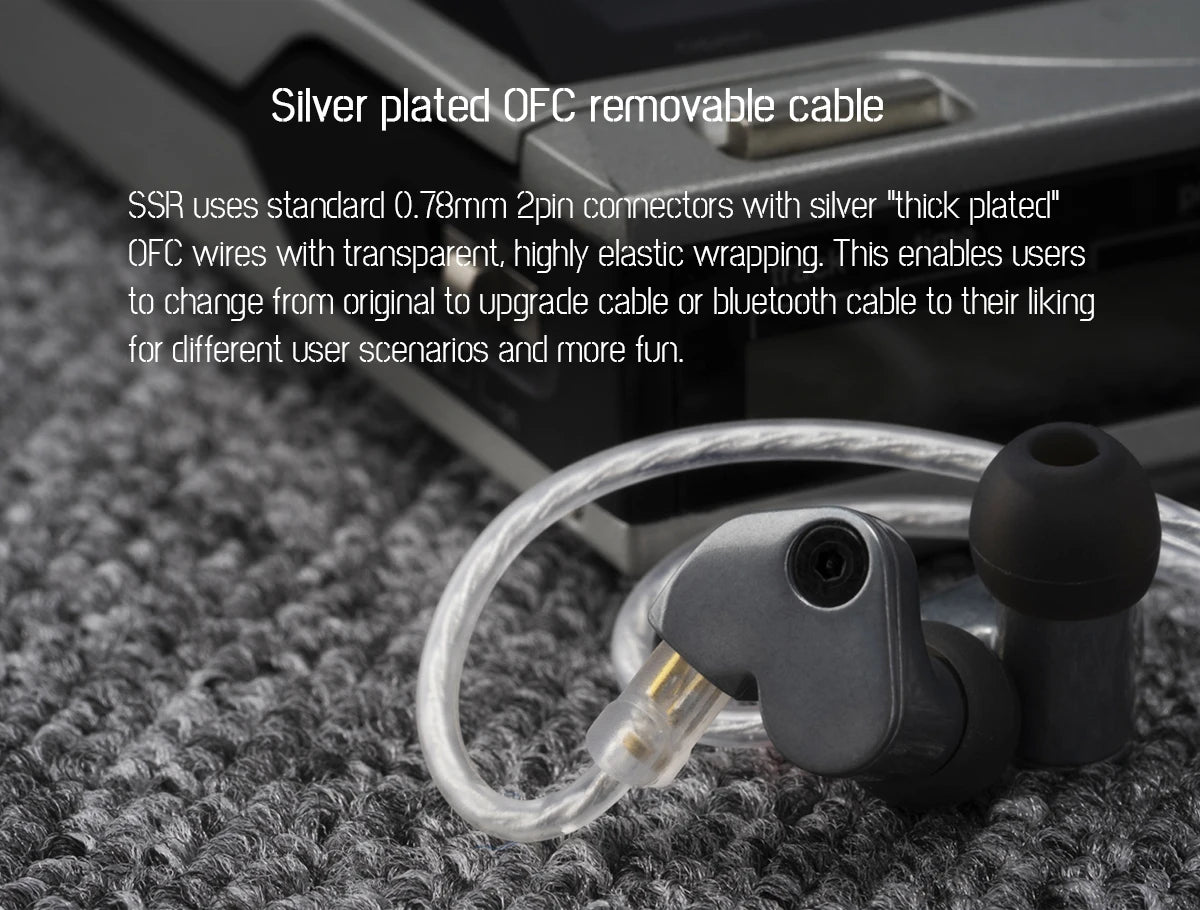 Silver plated OFC removable cable
SSR uses standard 0.78mm 2pin connectors with silver "thick plated"
OFC wires with transparent, highly elastic wrapping. This enables users
to change from original to upgrade cable or bluetooth cable to their liking
for different user scenarios and more fun.